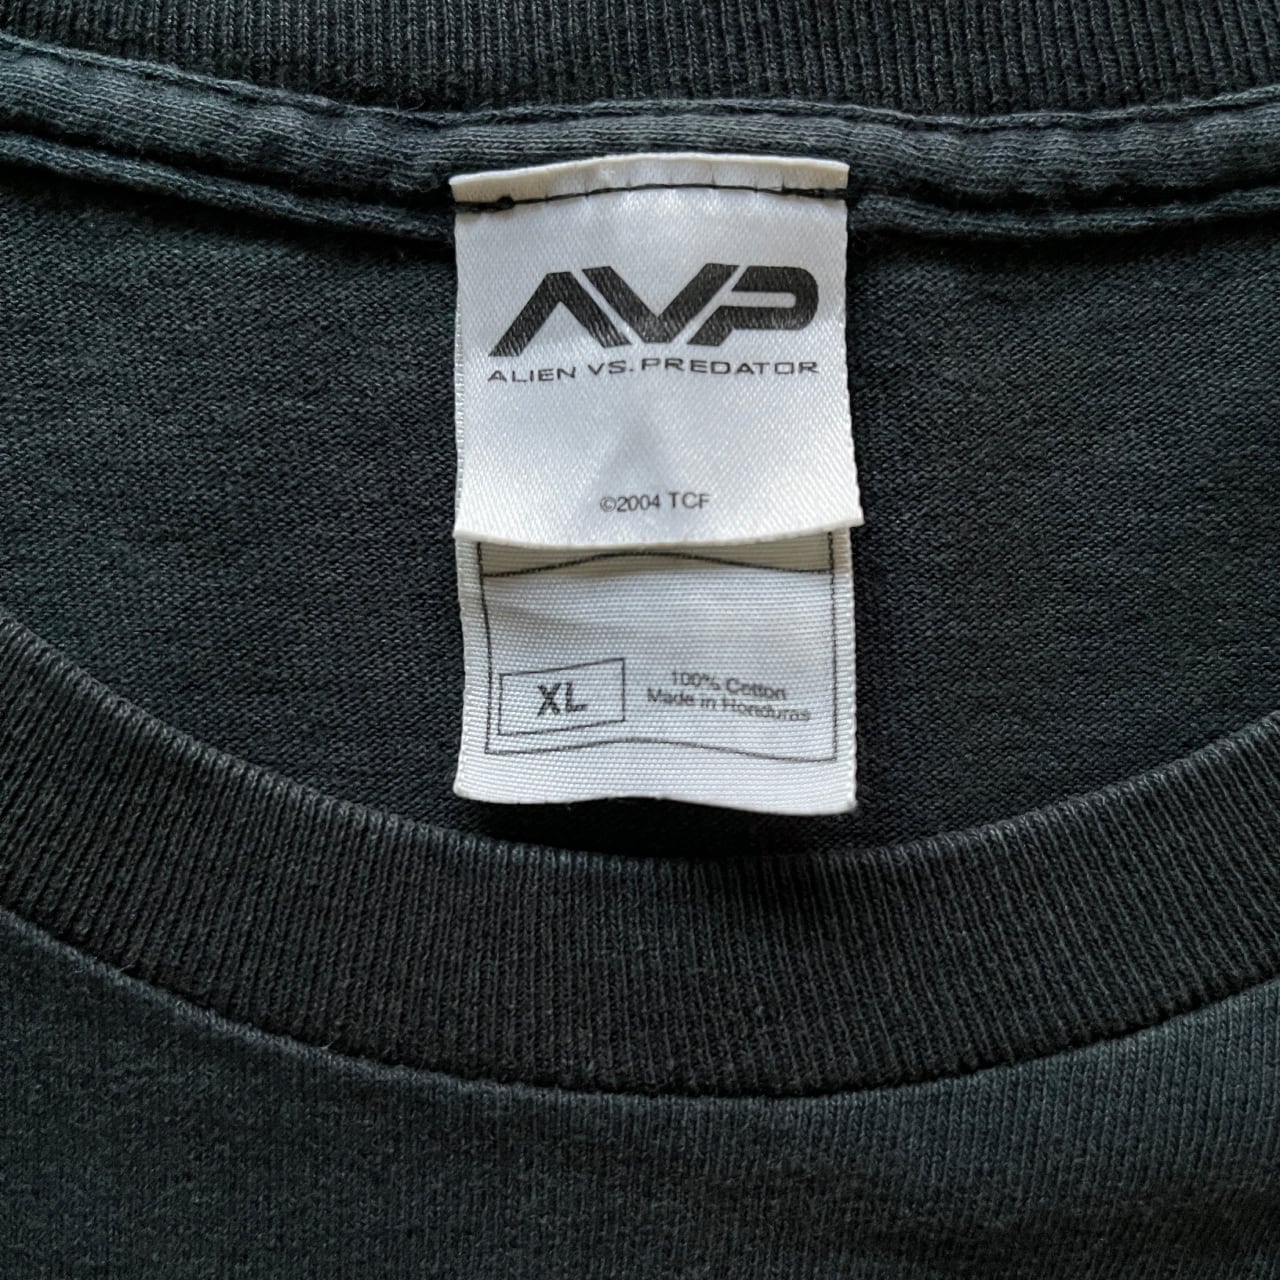 AVP
ALIEN VS. PREDATOR
©2004 TCF
XL
100% Cotton
Made in Honduras